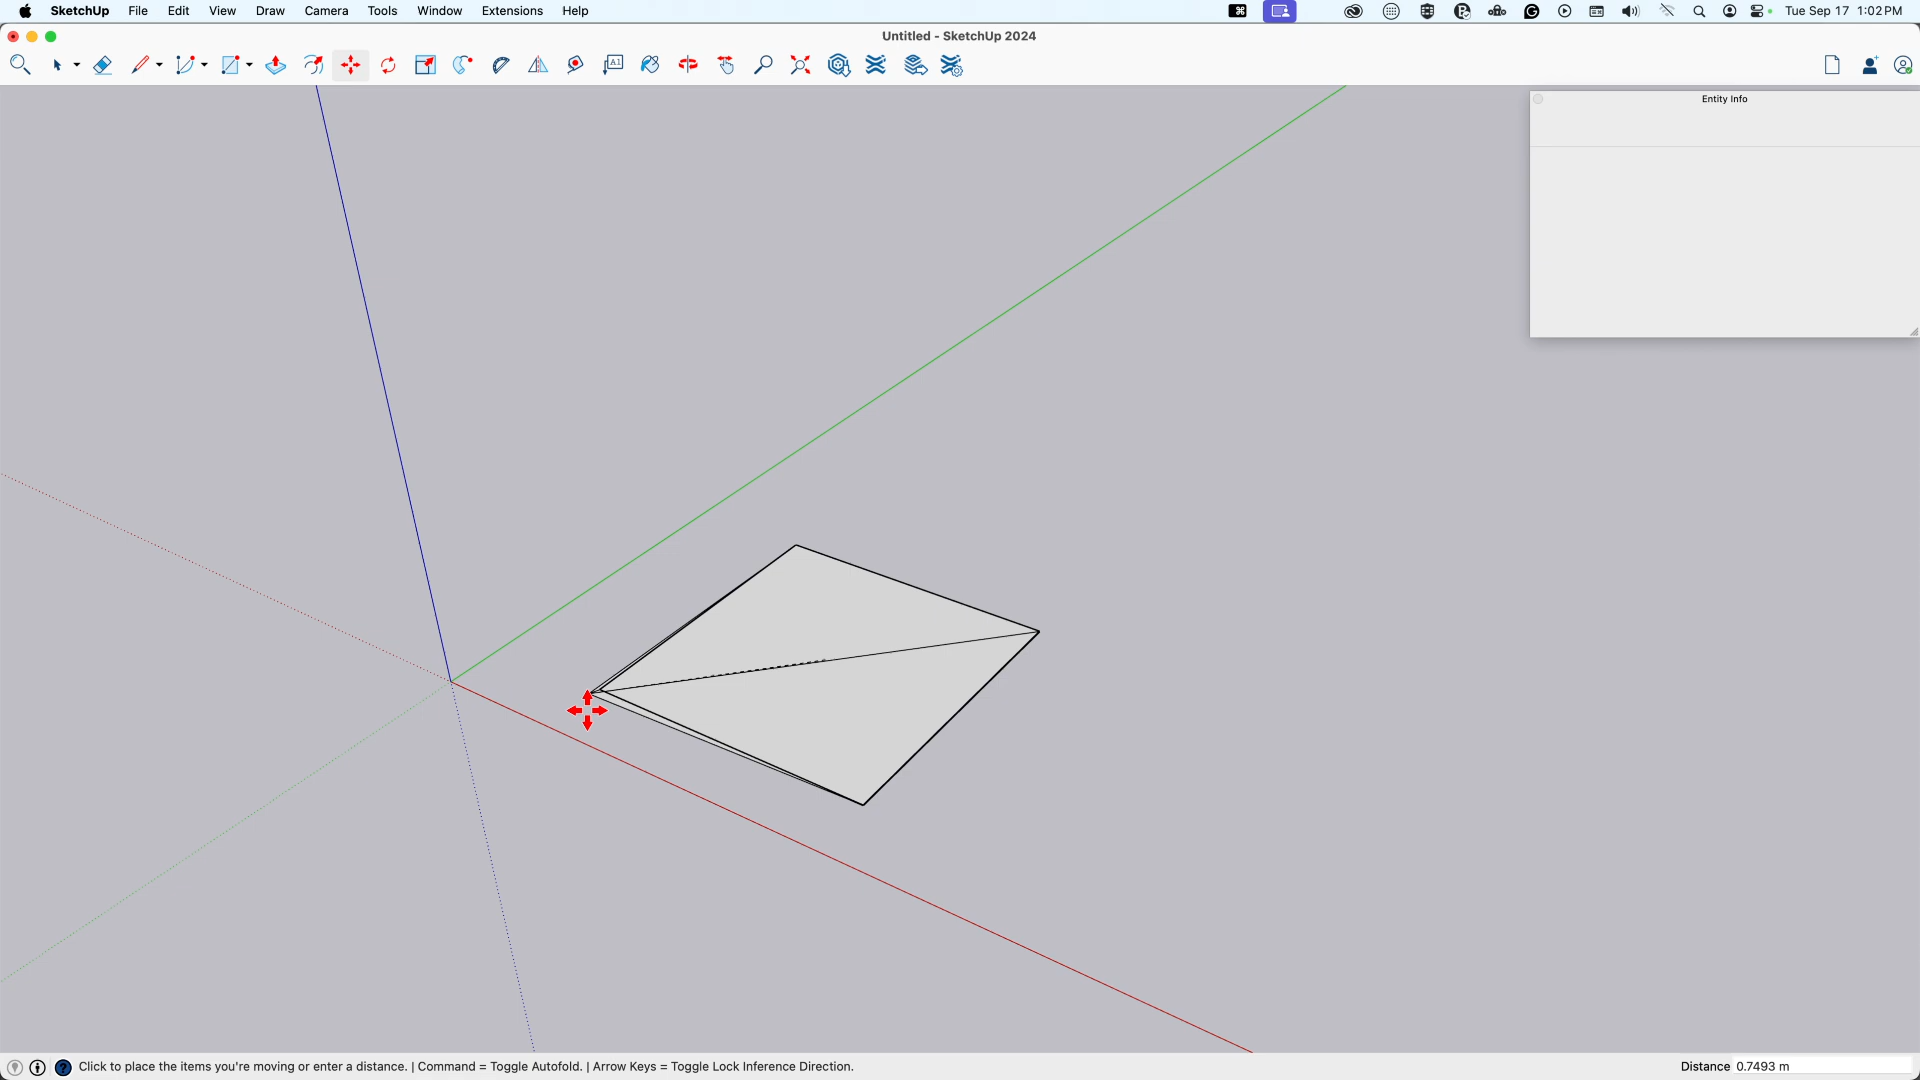 SketchUp File Edit View Draw Camera Tools Window Extensions Help Tue Sep 17 1:02 PM
Untitled - SketchUp 2024
A1
Entity Info
Click to place the items you're moving or enter a distance. | Command = Toggle Autofold. | Arrow Keys = Toggle Lock Inference Direction. Distance 0.7493 m